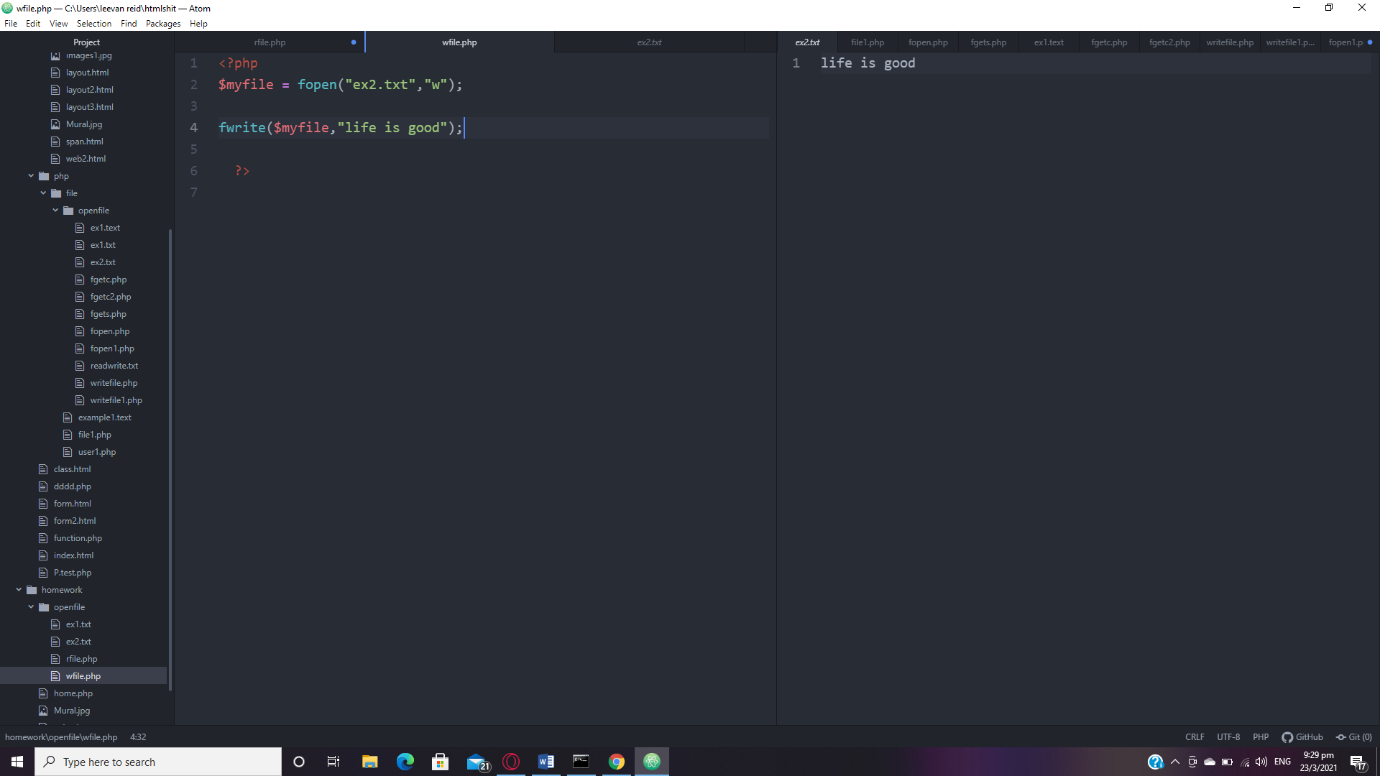 wfile.php — C:\Users\leevan reid\htmlshit — Atom
File Edit View Selection Find Packages Help
Project
images1.jpg
layout.html
layout2.html
layout3.html
Mural.jpg
span.html
web2.html
php
file
openfile
ex1.text
ex1.txt
ex2.txt
fgetc.php
fgetc2.php
fgets.php
fopen.php
fopen1.php
readwrite.txt
writefile.php
writefile1.php
example1.text
file1.php
user1.php
class.html
dddd.php
form.html
form2.html
function.php
index.html
P.test.php
homework
openfile
ex1.txt
ex2.txt
rfile.php
wfile.php
home.php
Mural.jpg
rfile.php wfile.php ex2.txt
1 <?php
2 $myfile = fopen("ex2.txt","w");
3
4 fwrite($myfile,"life is good");
5
6 ?>
7
ex2.txt file1.php fopen.php fgets.php ex1.text fgetc.php fgetc2.php writefile.php writefile1.p... fopen1.p
1 life is good
homework\openfile\wfile.php 4:32
CRLF UTF-8 PHP GitHub Git (0)
Type here to search
21
ENG
9:29 pm
23/3/2021
17